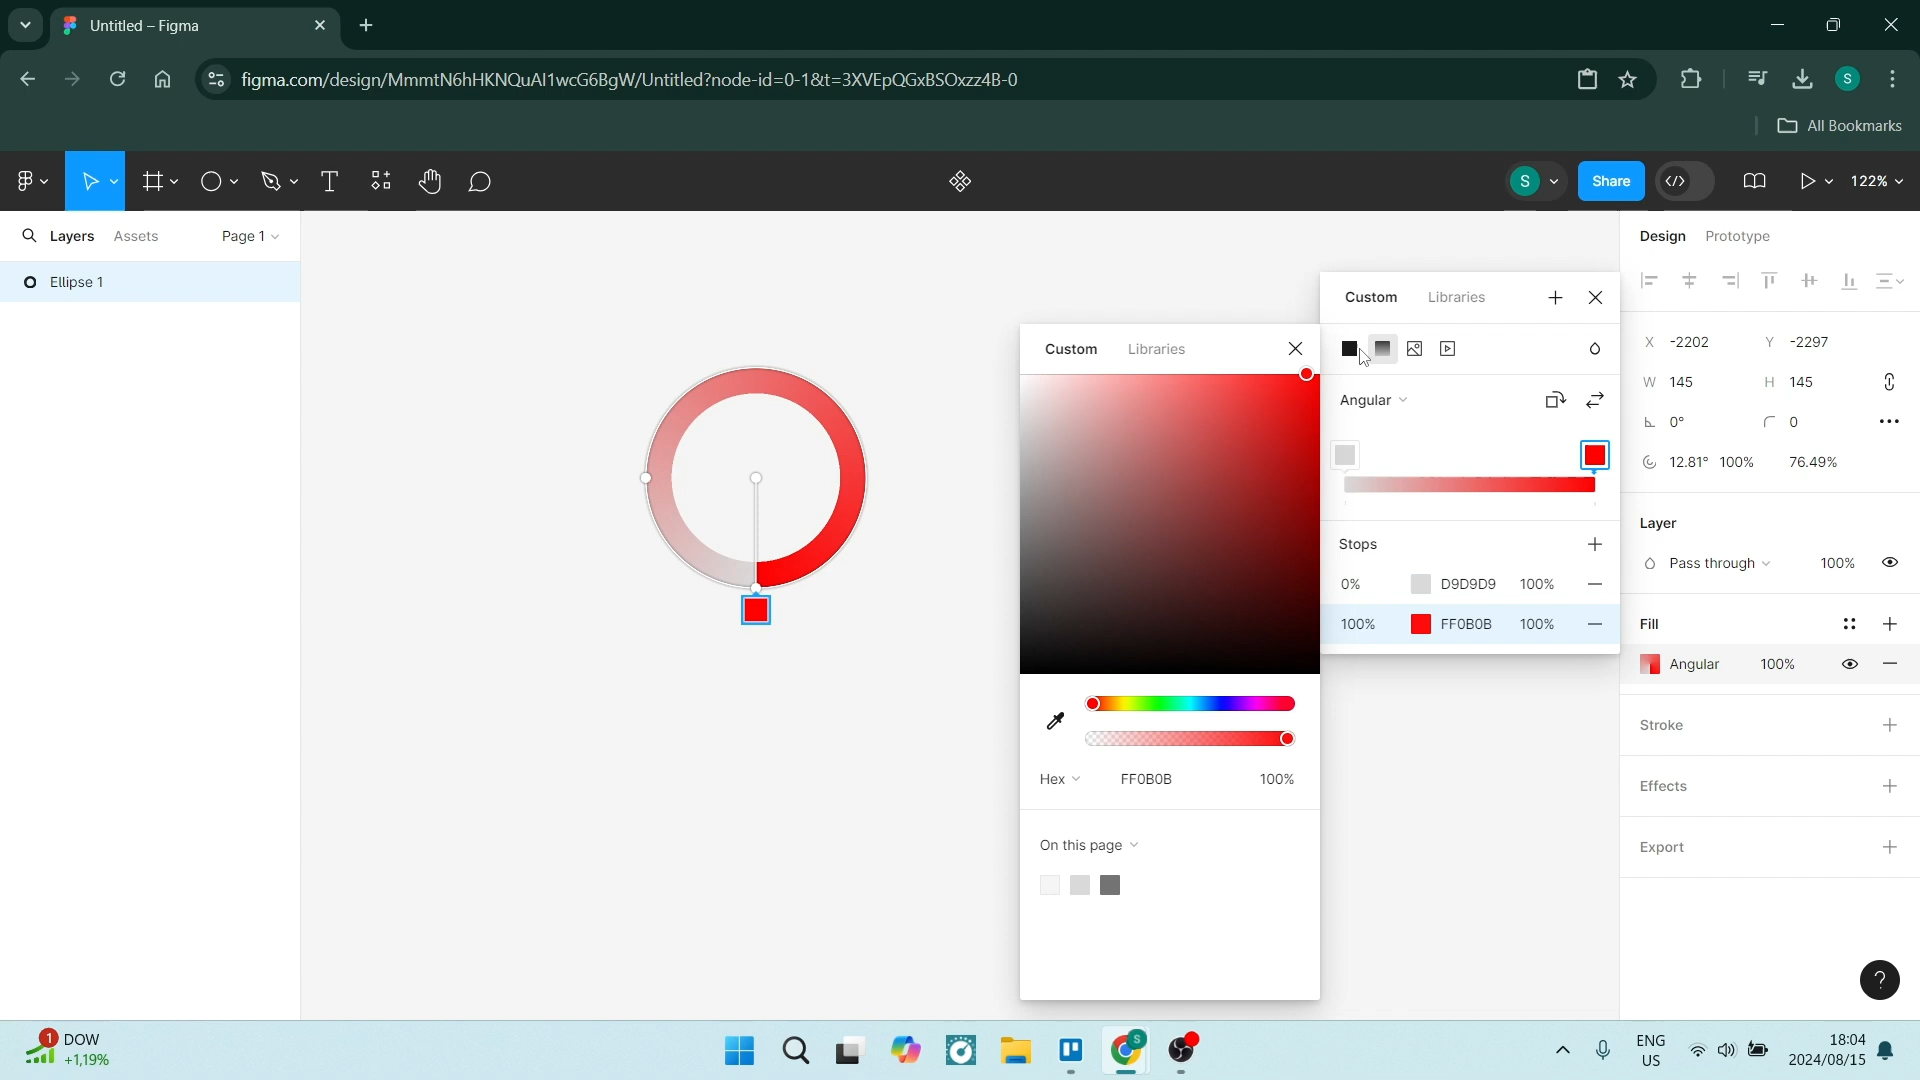 Untitled – Figma
figma.com/design/MmmtN6hHKNQuAI1wcG6BgW/Untitled?node-id=0-1&t=3XVEpQGxBSOxzz4B-0
S
All Bookmarks
S
Share
122%
Layers Assets Page 1
Ellipse 1
Design Prototype
X -2202 Y -2297
W 145 H 145
0° 0
12.81° 100% 76.49%
Layer
Pass through 100%
Fill
Angular 100%
Stroke
Effects
Export
Custom Libraries
Angular
Stops
0% D9D9D9 100%
100% FF0B0B 100%
Custom Libraries
Hex FF0B0B 100%
On this page
?
1 DOW
+1,19%
S
ENG
US
18:04
2024/08/15